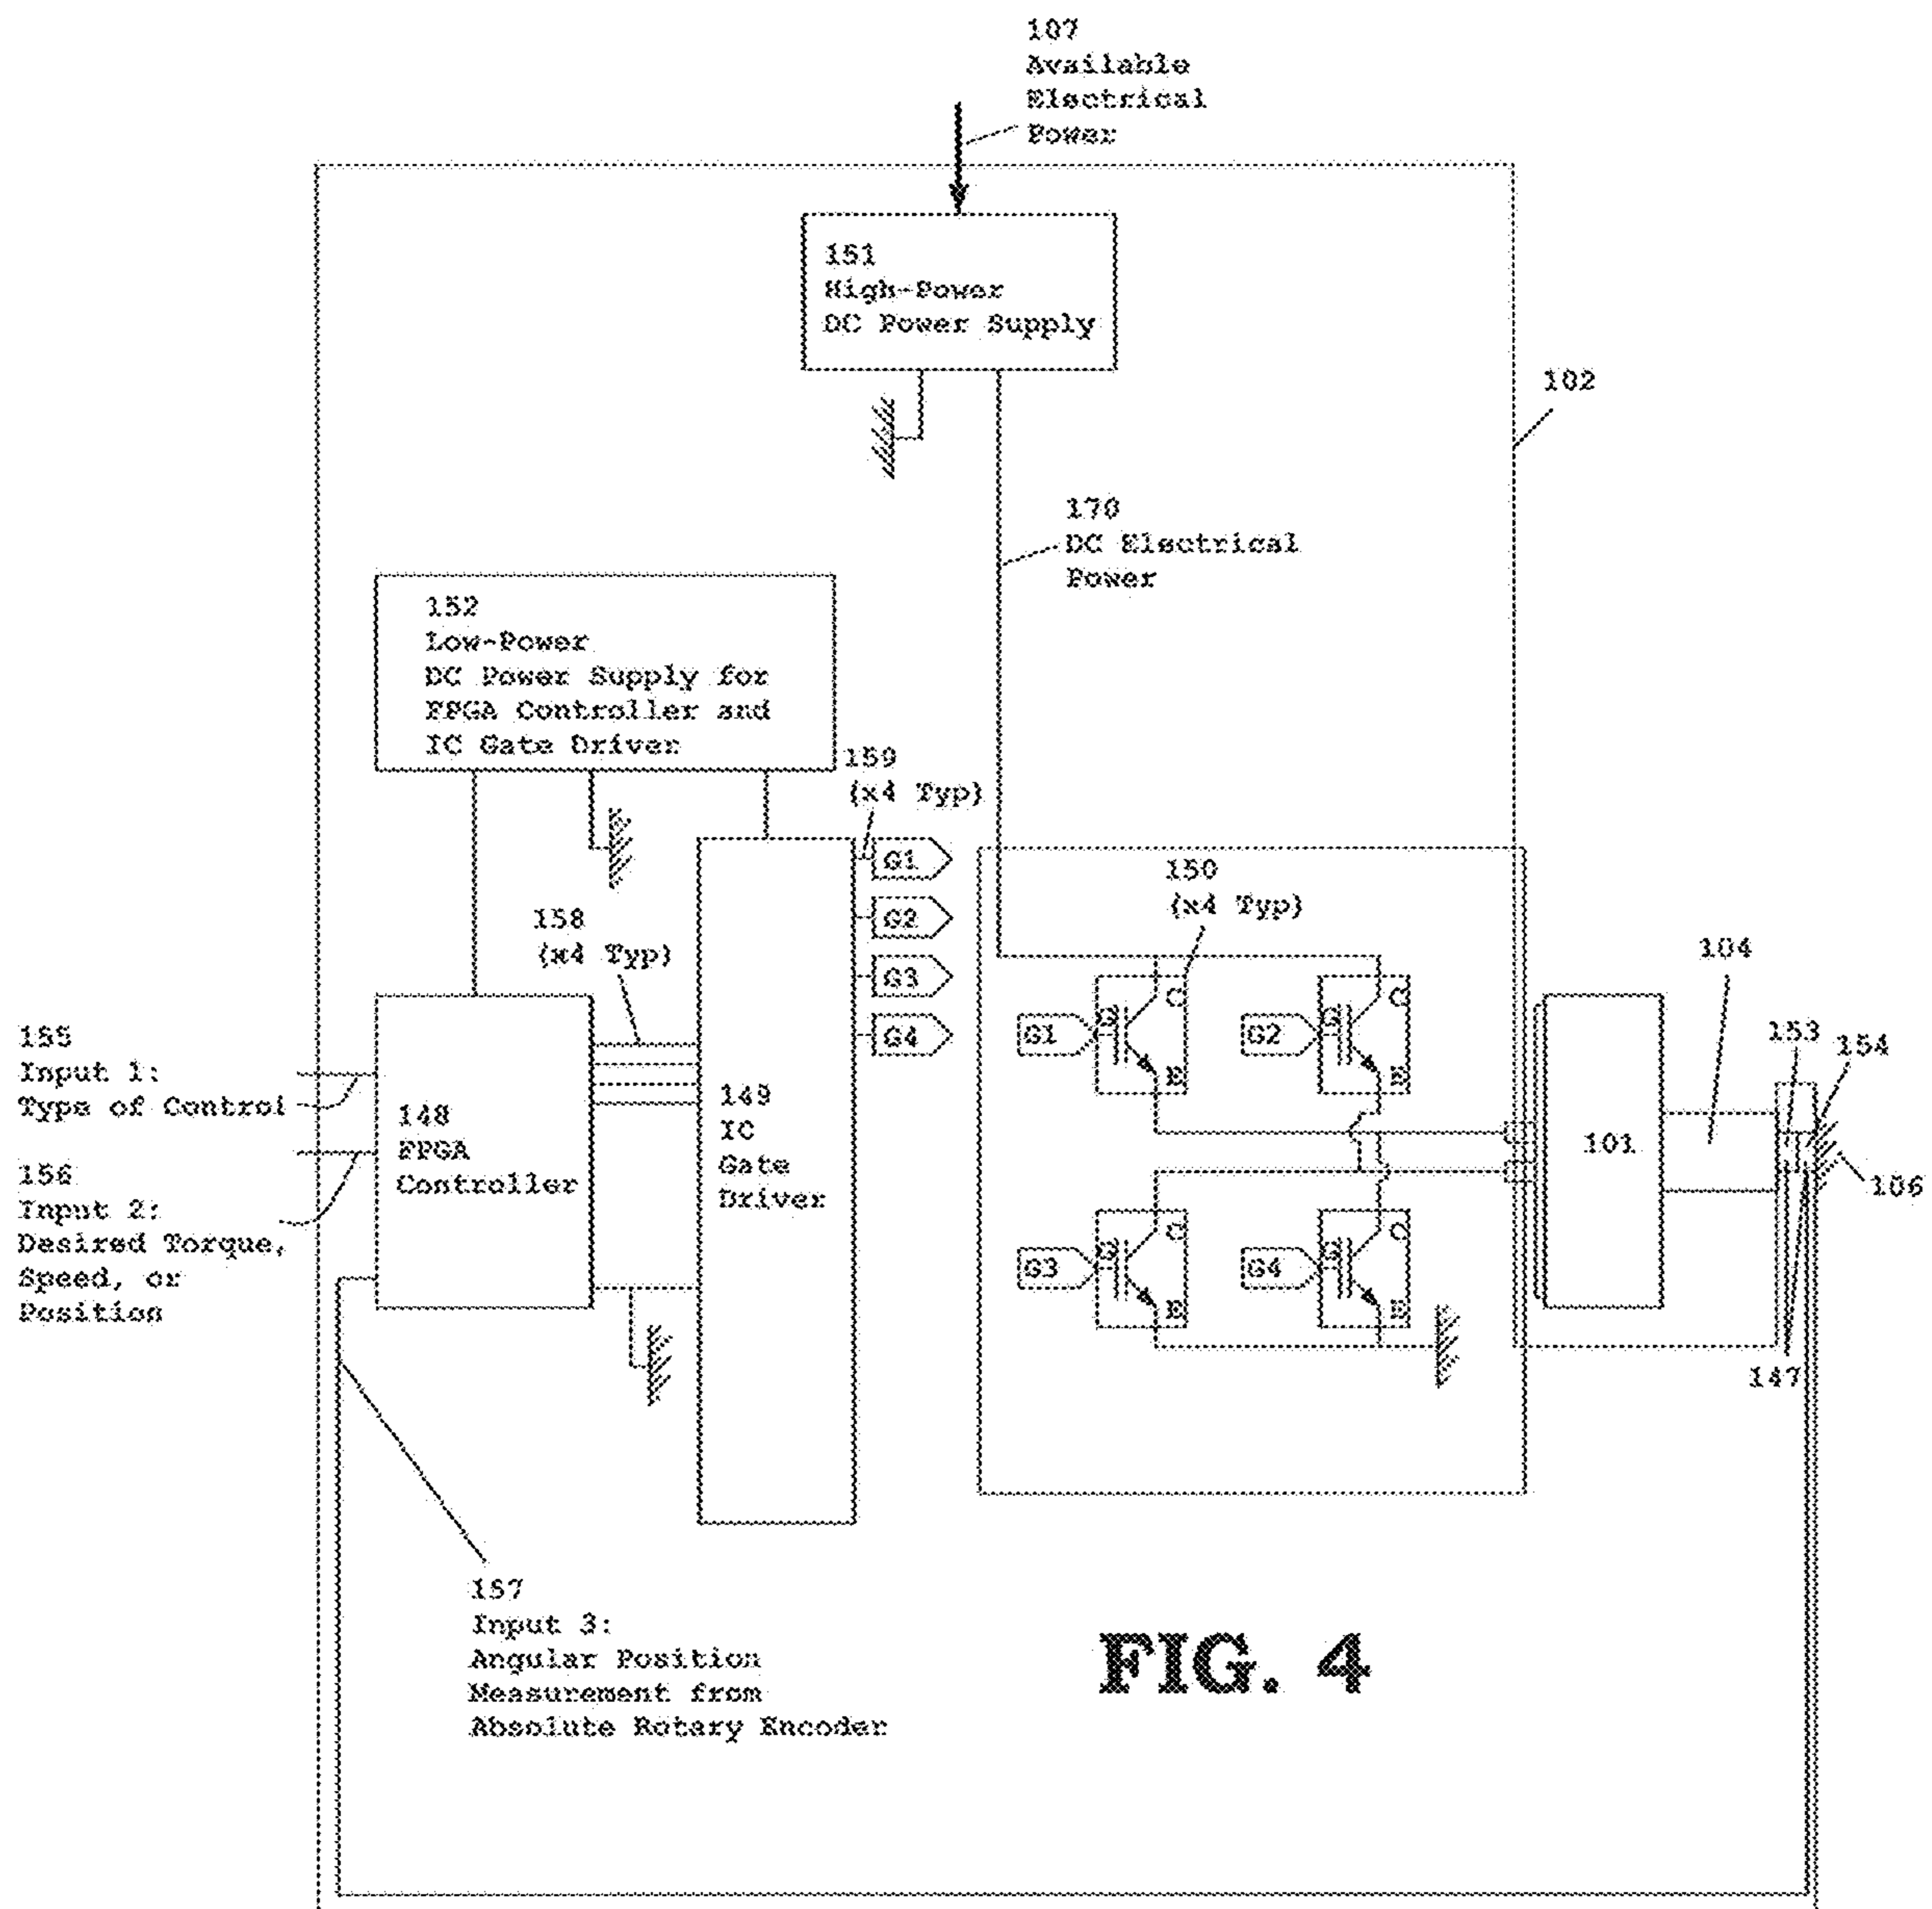 107
Available
Electrical
Power
151
High-Power
DC Power Supply
102
170
DC Electrical
Power
152
Low-Power
DC Power Supply for
FPGA Controller and
IC Gate Driver
159
(x4 Typ)
G1
G2
G3
G4
158
(x4 Typ)
150
(x4 Typ)
G1
G
C
E
G2
G
C
E
G3
G
C
E
G4
G
C
E
104
153
154
101
106
147
155
Input 1:
Type of Control
156
Input 2:
Desired Torque,
Speed, or
Position
148
FPGA
Controller
149
IC
Gate
Driver
157
Input 3:
Angular Position
Measurement from
Absolute Rotary Encoder
FIG. 4